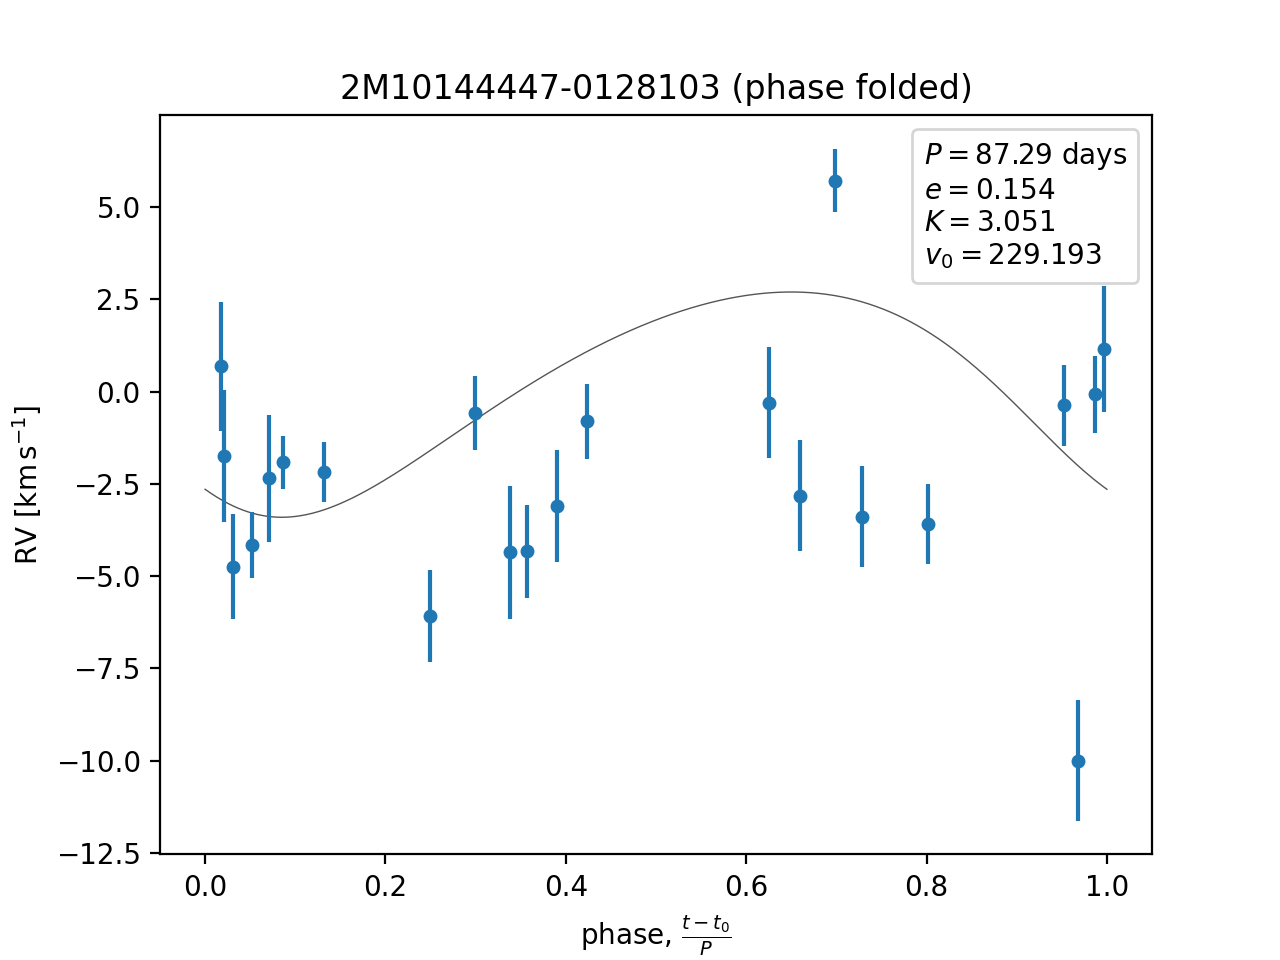 2M10144447-0128103 (phase folded)
P = 87.29 days
e = 0.154
K = 3.051
v₀ = 229.193
5.0
2.5
0.0
−2.5
−5.0
−7.5
−10.0
−12.5
RV [km s⁻¹]
0.0 0.2 0.4 0.6 0.8 1.0
phase, (t − t₀)/P